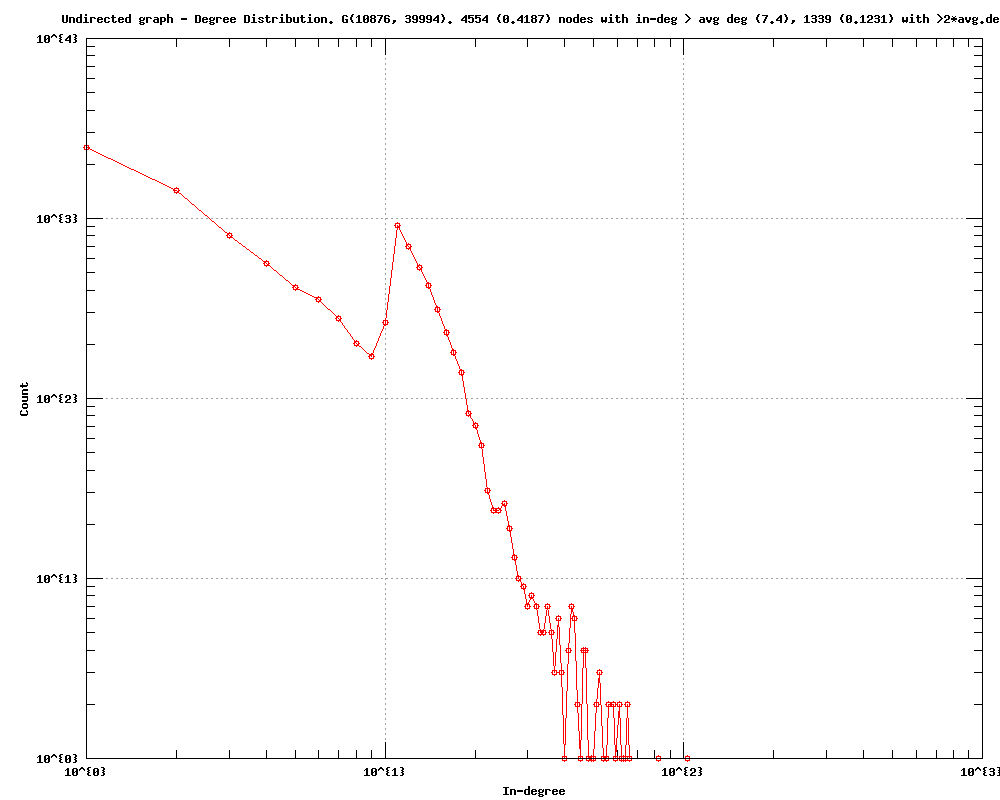 Undirected graph - Degree Distribution. G(10876, 39994). 4554 (0.4187) nodes with in-deg > avg deg (7.4), 1339 (0.1231) with >2*avg.de
10^{4}
10^{3}
10^{2}
10^{1}
10^{0}
Count
10^{0} 10^{1} 10^{2} 10^{3}
In-degree